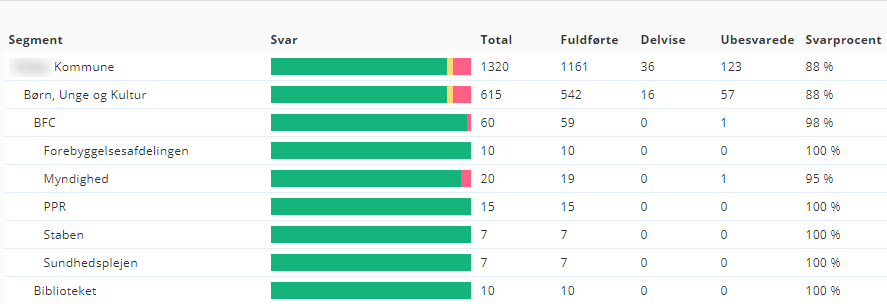 Segment Svar Total Fuldførte Delvise Ubesvarede Svarprocent
Kommune 1320 1161 36 123 88 %
Børn, Unge og Kultur 615 542 16 57 88 %
BFC 60 59 0 1 98 %
Forebyggelsesafdelingen 10 10 0 0 100 %
Myndighed 20 19 0 1 95 %
PPR 15 15 0 0 100 %
Staben 7 7 0 0 100 %
Sundhedsplejen 7 7 0 0 100 %
Biblioteket 10 10 0 0 100 %